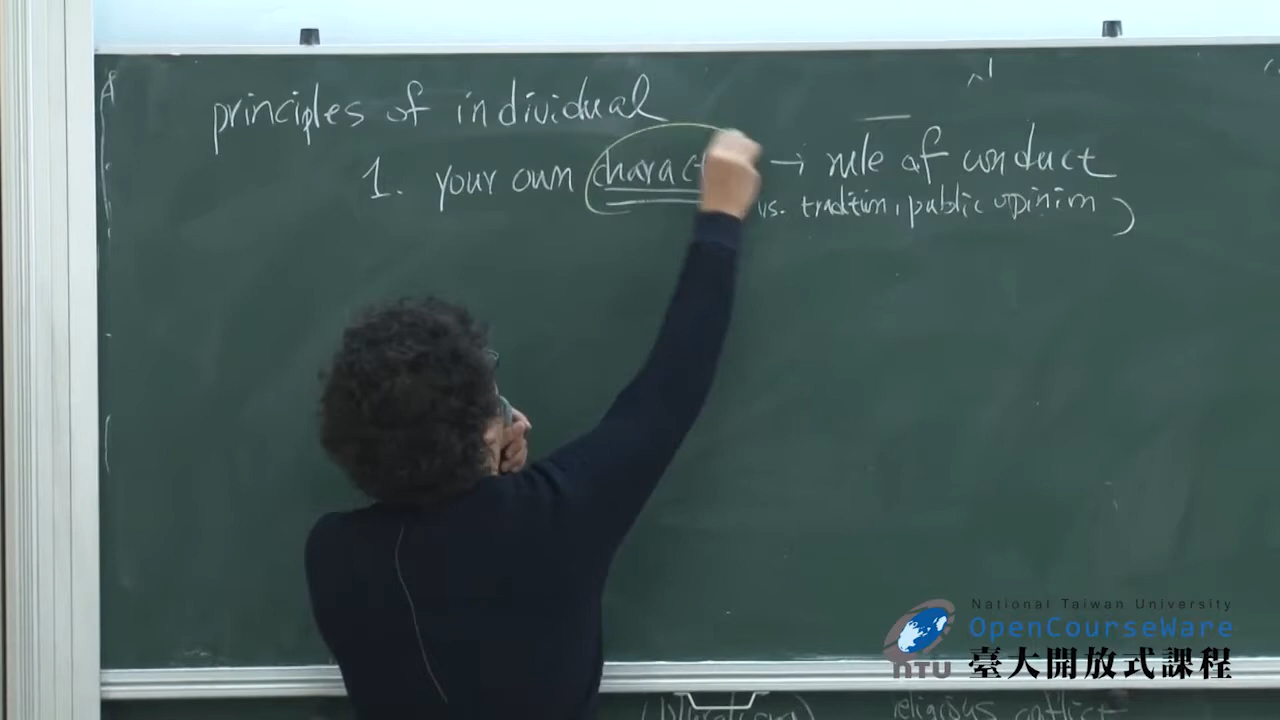 principles of individual
1. your own charact → rule of conduct
vs. tradition, public opinion )
National Taiwan University
OpenCourseWare
NTU 臺大開放式課程
religious conflict